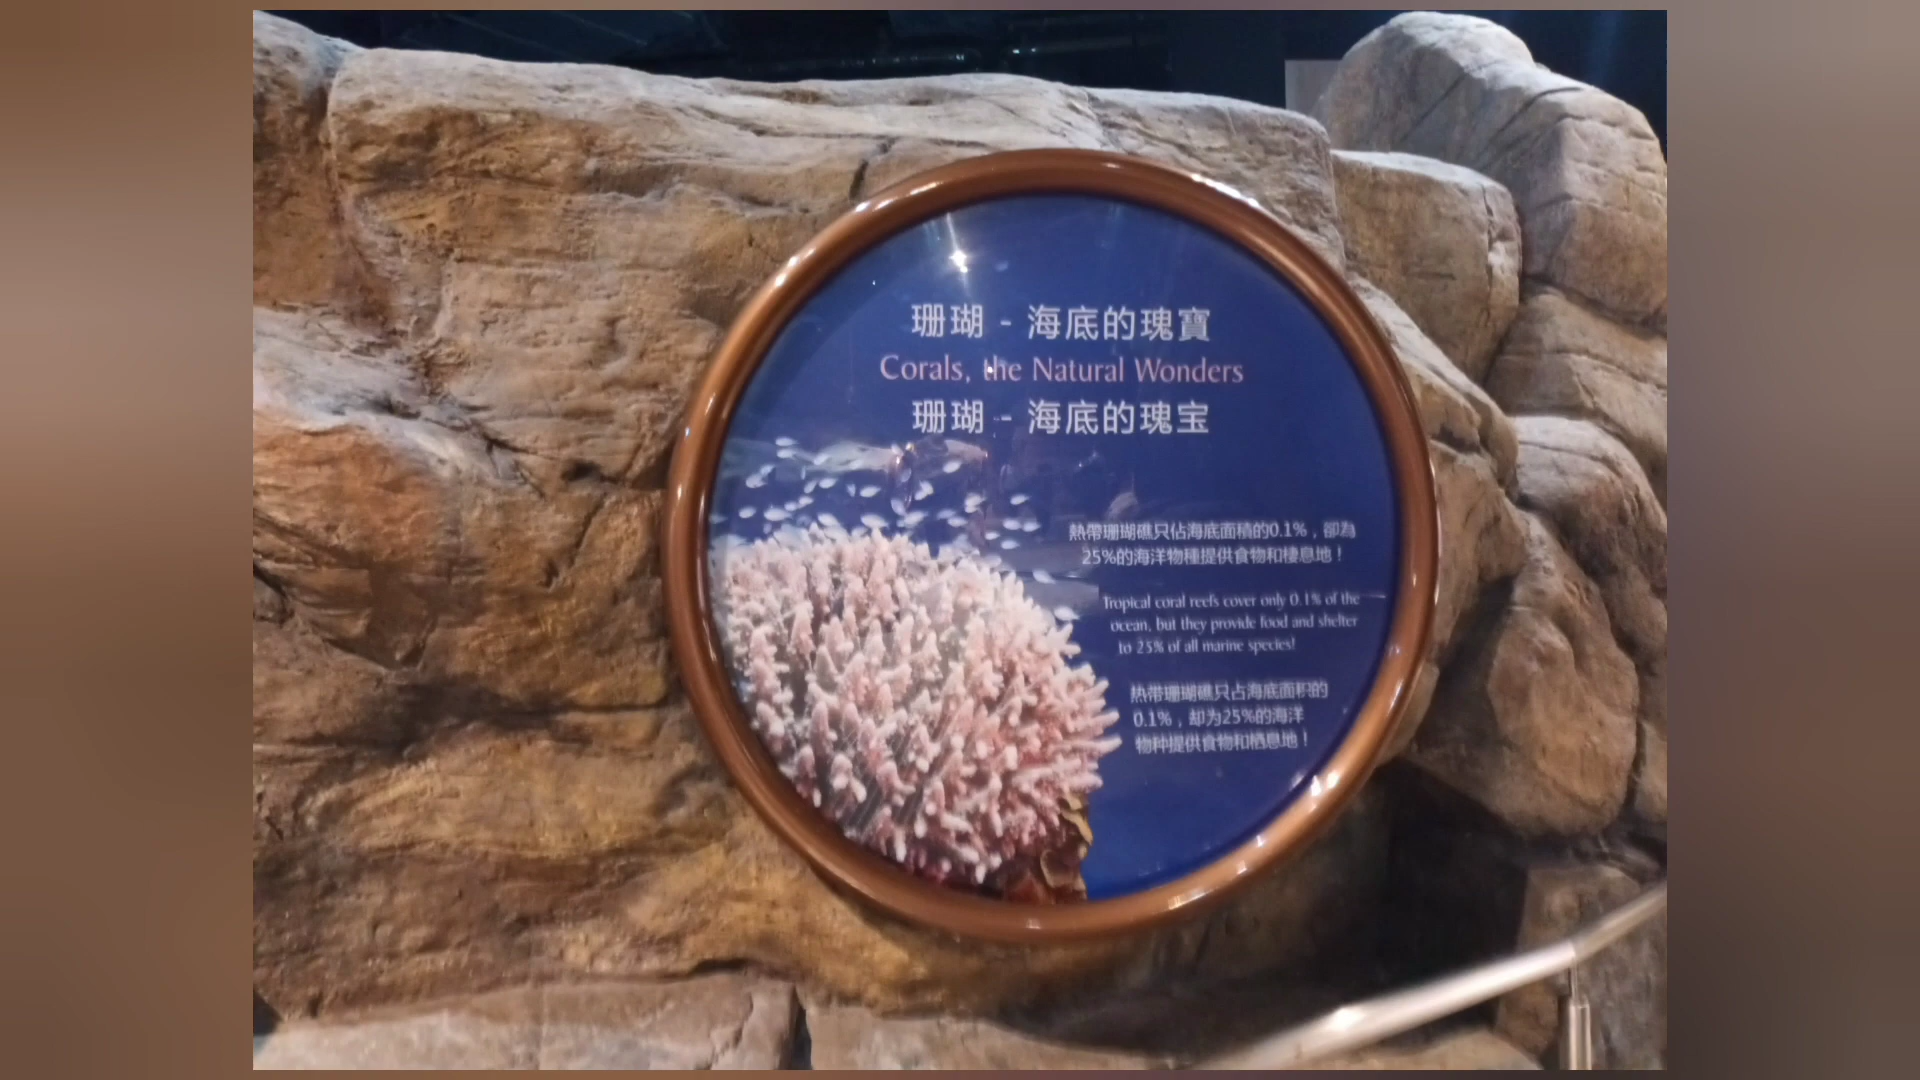 珊瑚 - 海底的瑰寶
Corals, the Natural Wonders
珊瑚 - 海底的瑰宝
熱帶珊瑚礁只佔海底面積的0.1%，卻為
25%的海洋物種提供食物和棲息地！
Tropical coral reefs cover only 0.1% of the
ocean, but they provide food and shelter
to 25% of all marine species!
热带珊瑚礁只占海底面积的
0.1%，却为25%的海洋
物种提供食物和栖息地！